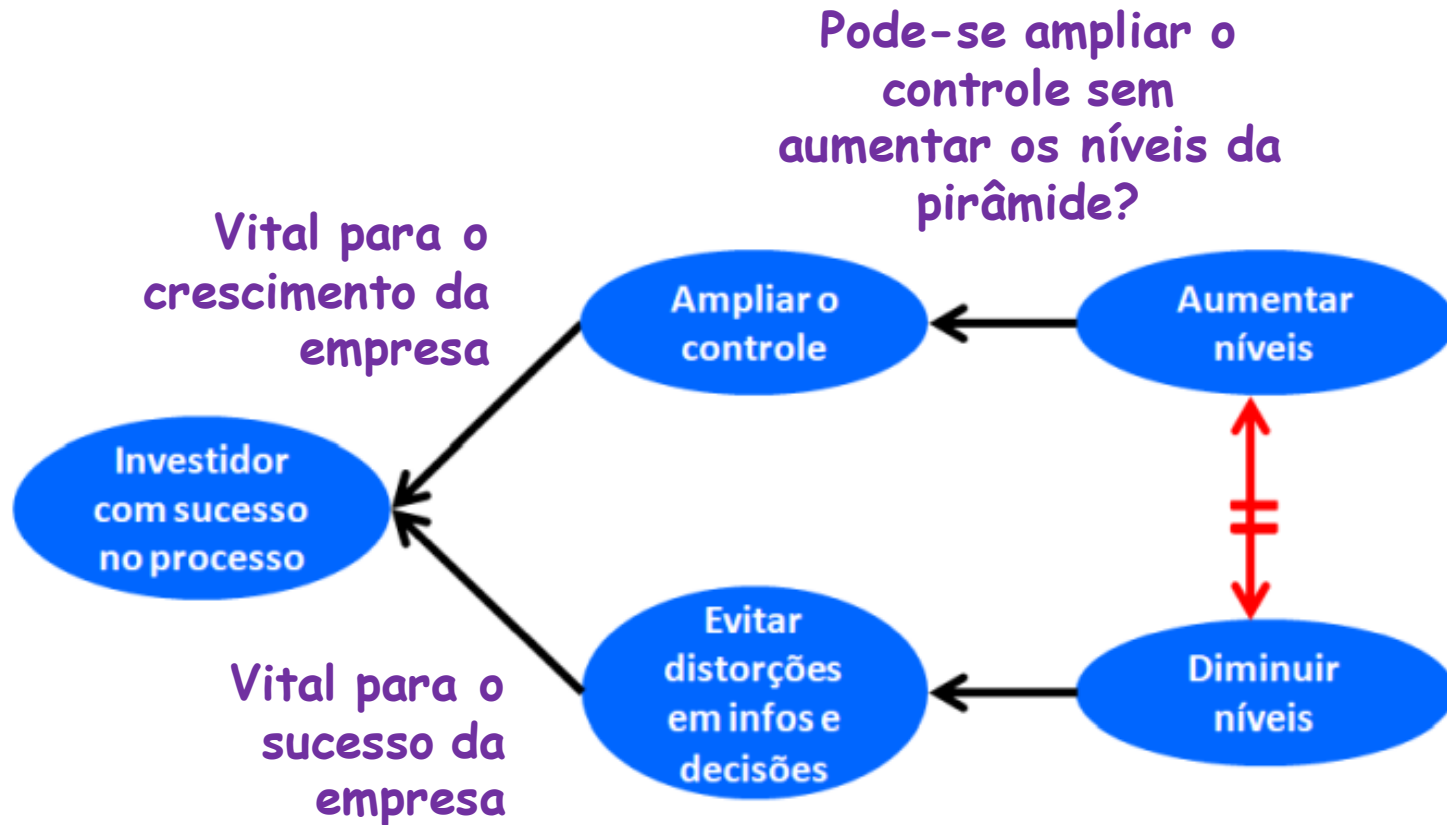 Pode-se ampliar o
controle sem
aumentar os níveis da
pirâmide?
Vital para o
crescimento da
empresa
Ampliar o
controle
Aumentar
níveis
Investidor
com sucesso
no processo
Evitar
distorções
em infos e
decisões
Diminuir
níveis
Vital para o
sucesso da
empresa